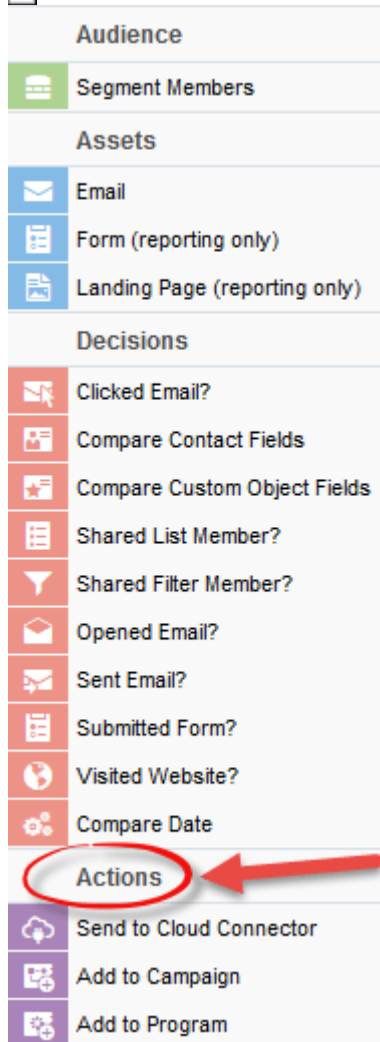 Audience
Segment Members
Assets
Email
Form (reporting only)
Landing Page (reporting only)
Decisions
Clicked Email?
Compare Contact Fields
Compare Custom Object Fields
Shared List Member?
Shared Filter Member?
Opened Email?
Sent Email?
Submitted Form?
Visited Website?
Compare Date
Actions
Send to Cloud Connector
Add to Campaign
Add to Program